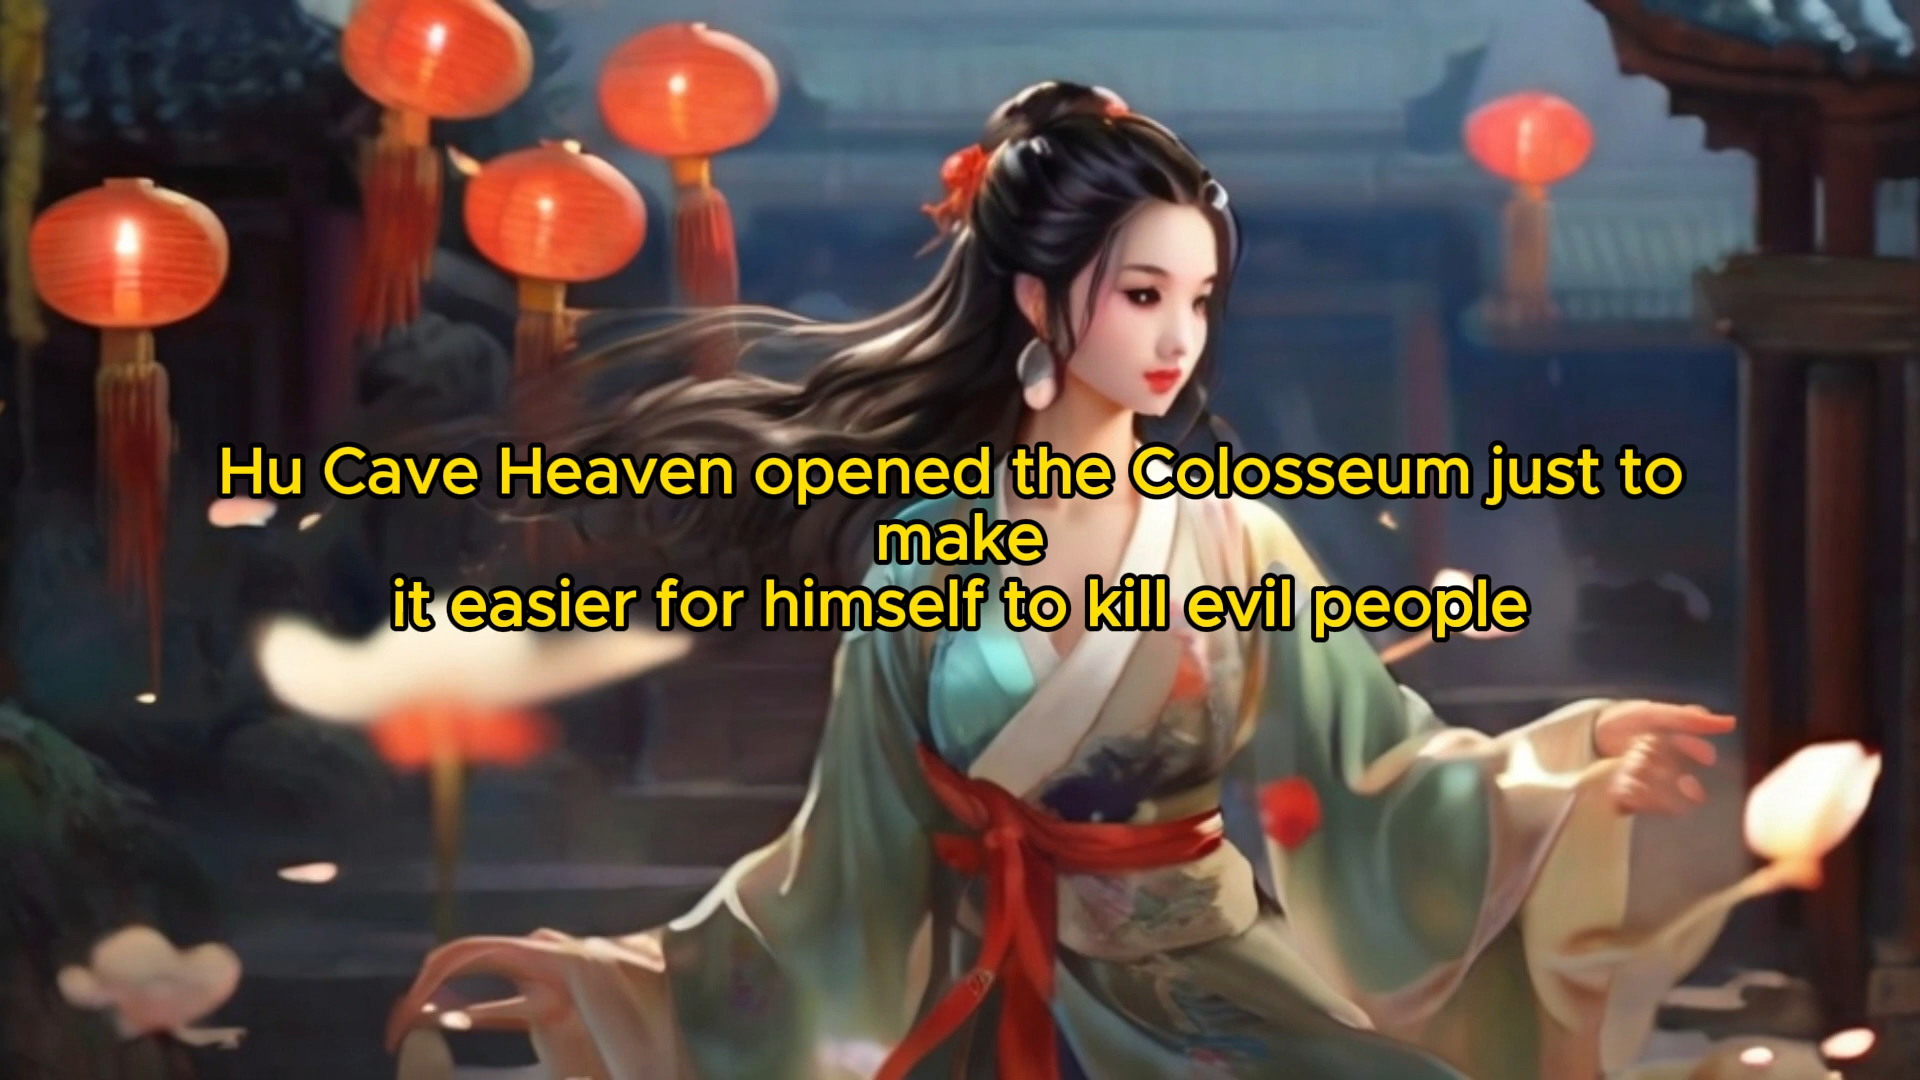 Hu Cave Heaven opened the Colosseum just to
make
it easier for himself to kill evil people